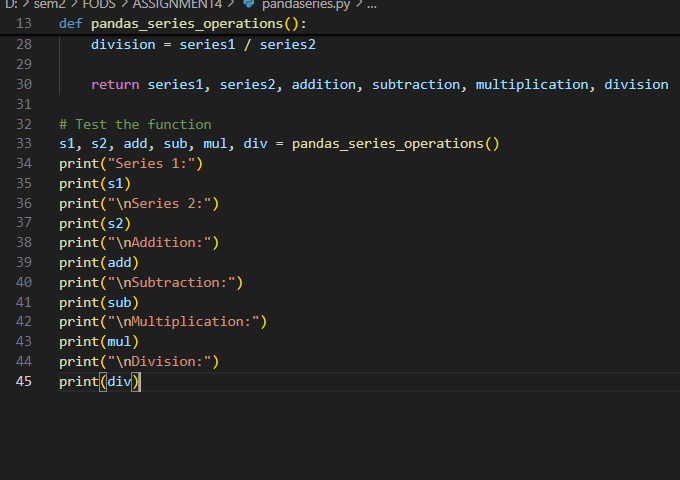 D: > sem2 > FODS > ASSIGNMENT4 > pandaseries.py > ...
13 def pandas_series_operations():
28 division = series1 / series2
29
30 return series1, series2, addition, subtraction, multiplication, division
31
32 # Test the function
33 s1, s2, add, sub, mul, div = pandas_series_operations()
34 print("Series 1:")
35 print(s1)
36 print("\nSeries 2:")
37 print(s2)
38 print("\nAddition:")
39 print(add)
40 print("\nSubtraction:")
41 print(sub)
42 print("\nMultiplication:")
43 print(mul)
44 print("\nDivision:")
45 print(div)